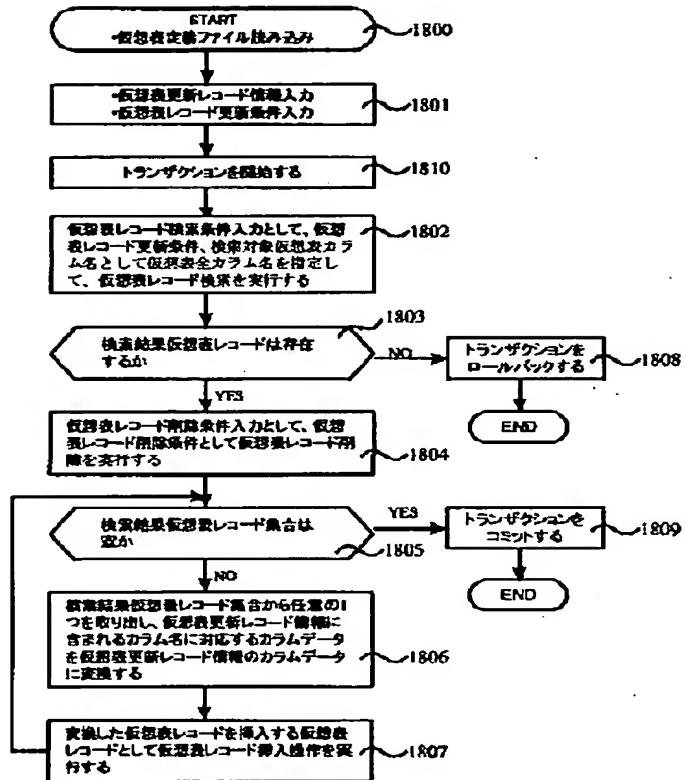 START
・仮想表定義ファイル読み込み
1800
・仮想表更新レコード情報入力
・仮想表レコード更新条件入力
1801
トランザクションを開始する
1810
仮想表レコード検索条件入力として、仮想
表レコード更新条件、検索対象仮想表カラ
ム名として仮想表全カラム名を指定し
て、仮想表レコード検索を実行する
1802
検索結果仮想表レコードは存在
するか
1803
NO
トランザクションを
ロールバックする
1808
END
YES
仮想表レコード削除条件入力として、仮想
表レコード削除条件として仮想表レコード削
除を実行する
1804
検索結果仮想表レコード集合は
空か
1805
YES
トランザクションを
コミットする
1809
END
NO
検索結果仮想表レコード集合から任意の1
つを取り出し、仮想表更新レコード情報に
含まれるカラム名に対応するカラムデータ
を仮想表更新レコード情報のカラムデータ
に変換する
1806
変換した仮想表レコードを挿入する仮想表
レコードとして仮想表レコード挿入操作を実
行する
1807